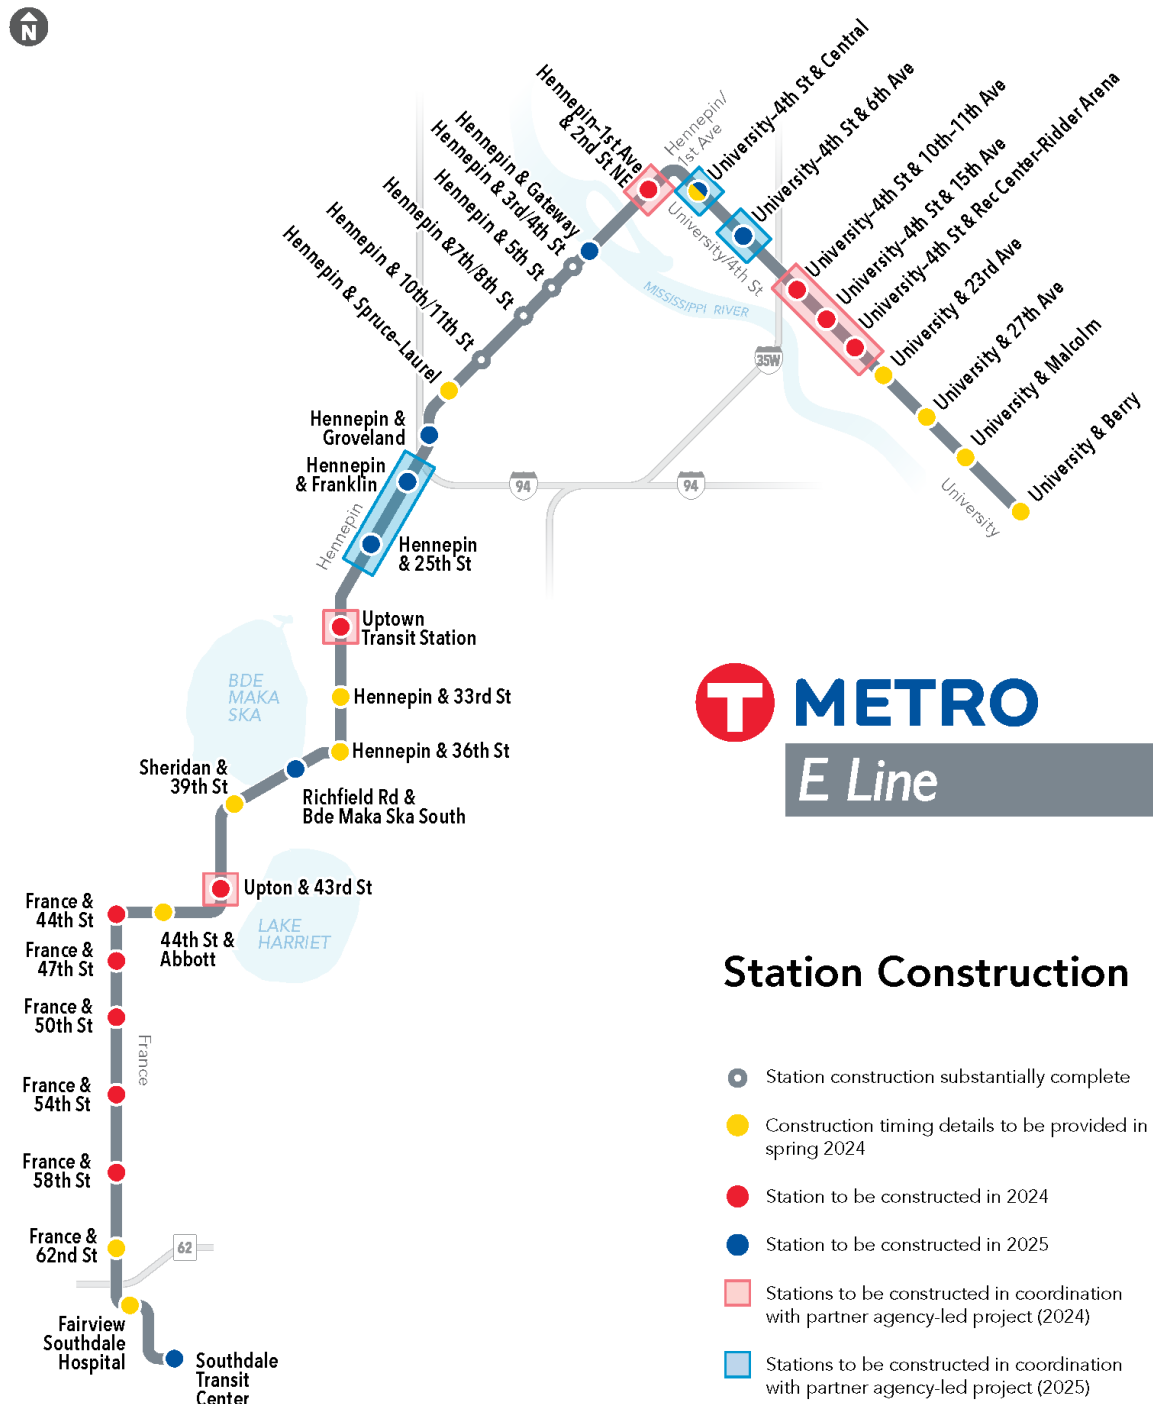 N
Hennepin–1st Ave
& 2nd St NE
Hennepin/
1st Ave
University–4th St & Central
University–4th St & 6th Ave
University–4th St & 10th–11th Ave
University–4th St & 15th Ave
University–4th St & Rec Center–Ridder Arena
University & 23rd Ave
University & 27th Ave
University & Malcolm
University & Berry
University/4th St
University
MISSISSIPPI RIVER
35W
94
94
Hennepin & Gateway
Hennepin & 3rd/4th St
Hennepin & 5th St
Hennepin &7th/8th St
Hennepin & 10th/11th St
Hennepin & Spruce–Laurel
Hennepin &
Groveland
Hennepin
& Franklin
Hennepin
Hennepin
& 25th St
Uptown
Transit Station
BDE
MAKA
SKA
Hennepin & 33rd St
Hennepin & 36th St
Sheridan &
39th St
Richfield Rd &
Bde Maka Ska South
Upton & 43rd St
LAKE
HARRIET
France &
44th St
44th St &
Abbott
France &
47th St
France &
50th St
France
France &
54th St
France &
58th St
France &
62nd St
62
Fairview
Southdale
Hospital
Southdale
Transit
Center
T METRO
E Line
Station Construction
Station construction substantially complete
Construction timing details to be provided in
spring 2024
Station to be constructed in 2024
Station to be constructed in 2025
Stations to be constructed in coordination
with partner agency-led project (2024)
Stations to be constructed in coordination
with partner agency-led project (2025)